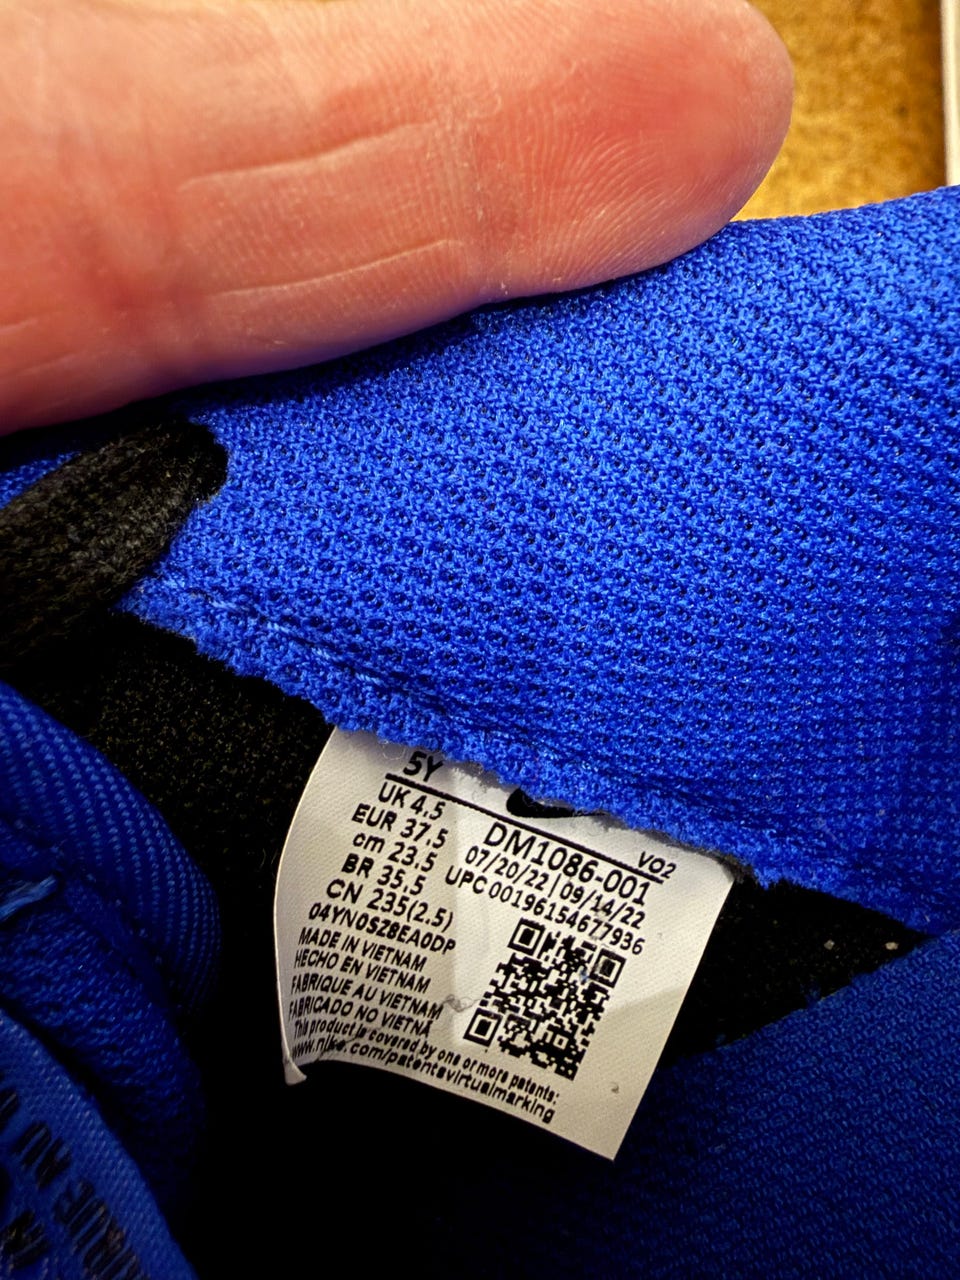 5Y
UK 4.5
EUR 37.5
cm 23.5
BR 35.5
CN 235(2.5)
04YN0SZ8EA0DP
MADE IN VIETNAM
HECHO EN VIETNAM
FABRIQUE AU VIETNAM
FABRICADO NO VIETNÃ
This product is covered by one or more patents:
www.nike.com/patentsvirtualmarking
VO2
DM1086-001
07/20/22 | 09/14/22
UPC 00196154677936